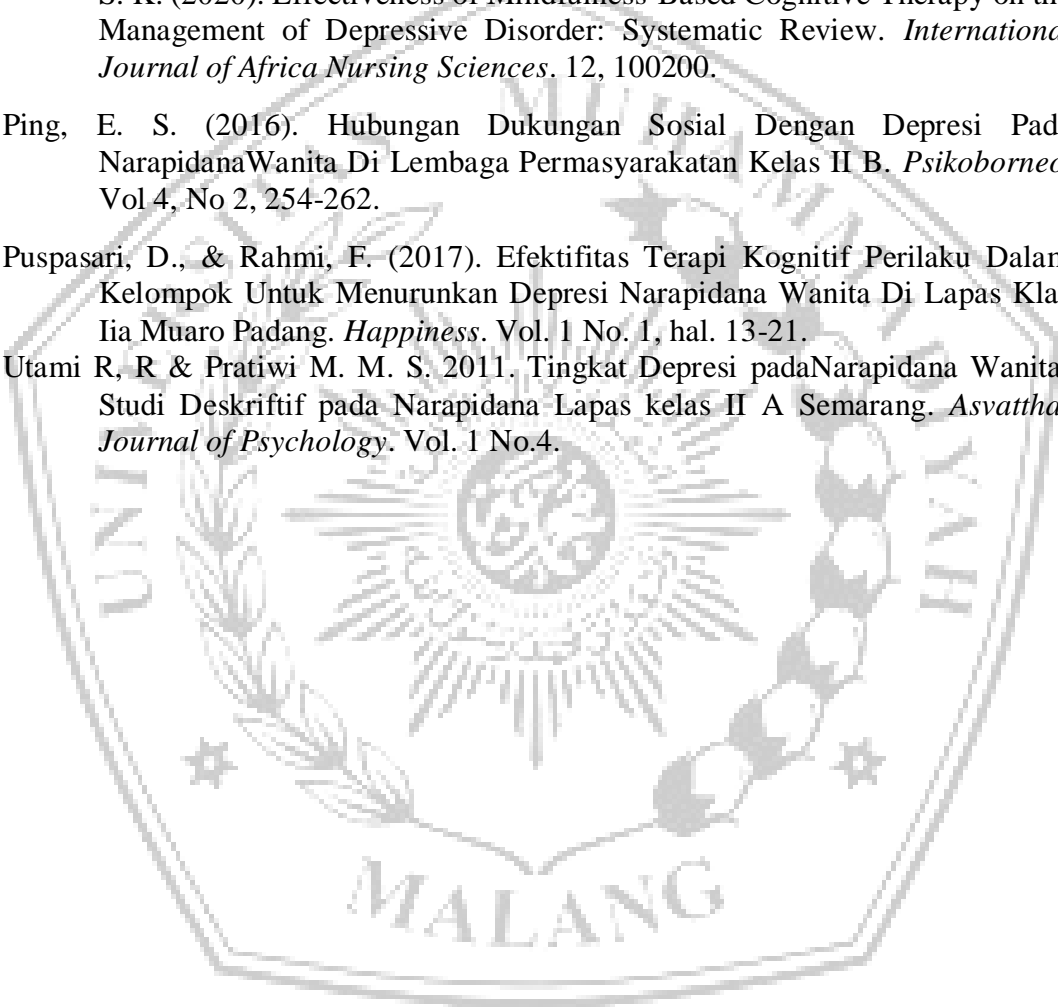 S. K. (2020). Effectiveness of Mindfulness-Based Cognitive Therapy on th
Management of Depressive Disorder: Systematic Review. Internationa
Journal of Africa Nursing Sciences. 12, 100200.
Ping, E. S. (2016). Hubungan Dukungan Sosial Dengan Depresi Pad
NarapidanaWanita Di Lembaga Permasyarakatan Kelas II B. Psikoborneo
Vol 4, No 2, 254-262.
Puspasari, D., & Rahmi, F. (2017). Efektifitas Terapi Kognitif Perilaku Dalam
Kelompok Untuk Menurunkan Depresi Narapidana Wanita Di Lapas Kla
Iia Muaro Padang. Happiness. Vol. 1 No. 1, hal. 13-21.
Utami R, R & Pratiwi M. M. S. 2011. Tingkat Depresi padaNarapidana Wanita
Studi Deskriftif pada Narapidana Lapas kelas II A Semarang. Asvattha
Journal of Psychology. Vol. 1 No.4.
UNIVERSITAS MUHAMMADIYAH
MALANG